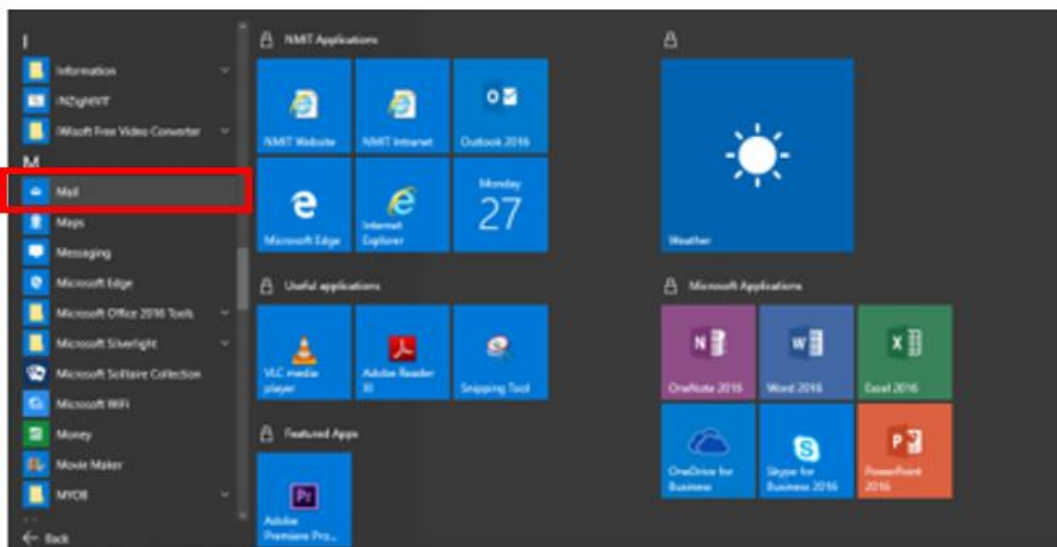 I
Information
iNZightVIT
iWisoft Free Video Converter
M
Mail
Maps
Messaging
Microsoft Edge
Microsoft Office 2016 Tools
Microsoft Silverlight
Microsoft Solitaire Collection
Microsoft WiFi
Money
Movie Maker
MYOB
Back
NMIT Applications
NMIT Website
NMIT Intranet
Outlook 2016
Microsoft Edge
Internet
Explorer
Monday
27
Useful applications
VLC media
player
Adobe Reader
XI
Snipping Tool
Featured Apps
Pr
Adobe
Premiere Pro...
Weather
Microsoft Applications
OneNote 2016
Word 2016
Excel 2016
OneDrive for
Business
Skype for
Business 2016
PowerPoint
2016